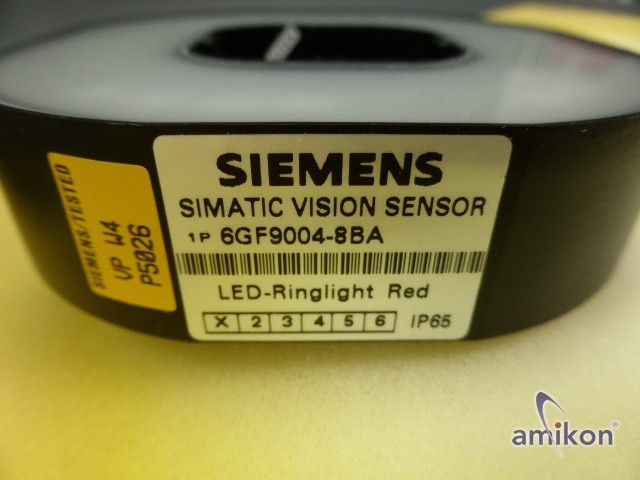 SIEMENS
SIMATIC VISION SENSOR
1P 6GF9004-8BA
LED-Ringlight Red
X 2 3 4 5 6 IP65
SIEMENS/TESTED
VP W4
P5026
amikon®